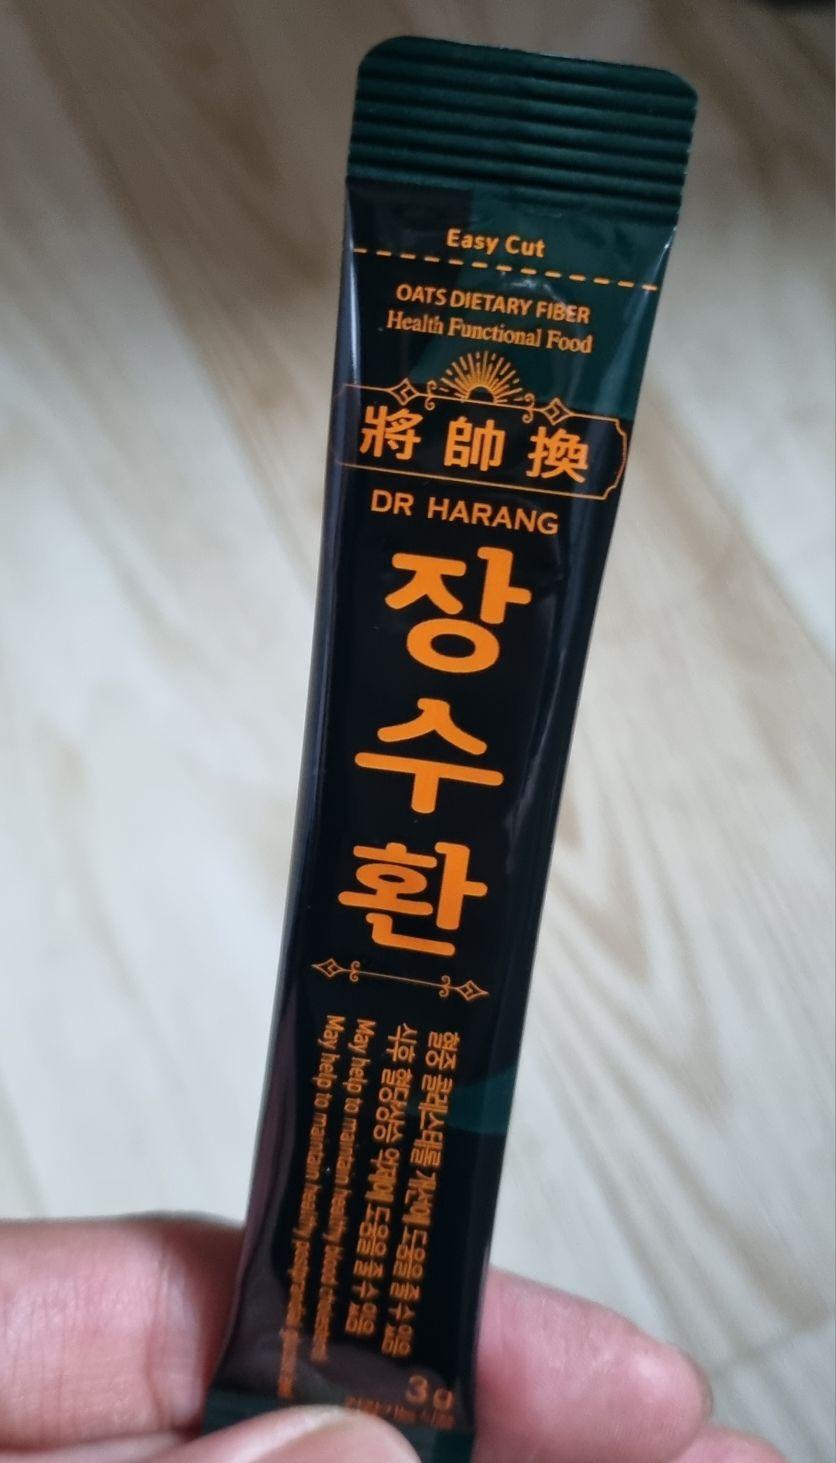 Easy Cut
OATS DIETARY FIBER
Health Functional Food
將帥換
DR HARANG
장수환
혈중 콜레스테롤 개선에 도움을 줄 수 있음
식후 혈당상승 억제에 도움을 줄 수 있음
May help to maintain healthy blood cholesterol
May help to maintain healthy postprandial
3g